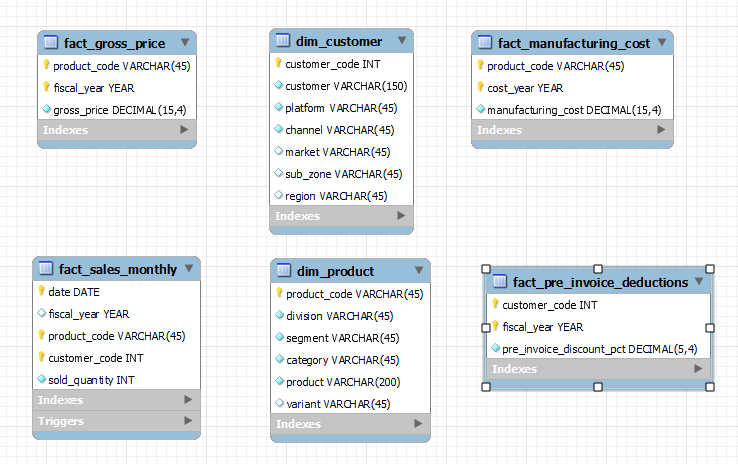 fact_gross_price
product_code VARCHAR(45)
fiscal_year YEAR
gross_price DECIMAL(15,4)
Indexes
dim_customer
customer_code INT
customer VARCHAR(150)
platform VARCHAR(45)
channel VARCHAR(45)
market VARCHAR(45)
sub_zone VARCHAR(45)
region VARCHAR(45)
Indexes
fact_manufacturing_cost
product_code VARCHAR(45)
cost_year YEAR
manufacturing_cost DECIMAL(15,4)
Indexes
fact_sales_monthly
date DATE
fiscal_year YEAR
product_code VARCHAR(45)
customer_code INT
sold_quantity INT
Indexes
Triggers
dim_product
product_code VARCHAR(45)
division VARCHAR(45)
segment VARCHAR(45)
category VARCHAR(45)
product VARCHAR(200)
variant VARCHAR(45)
Indexes
fact_pre_invoice_deductions
customer_code INT
fiscal_year YEAR
pre_invoice_discount_pct DECIMAL(5,4)
Indexes